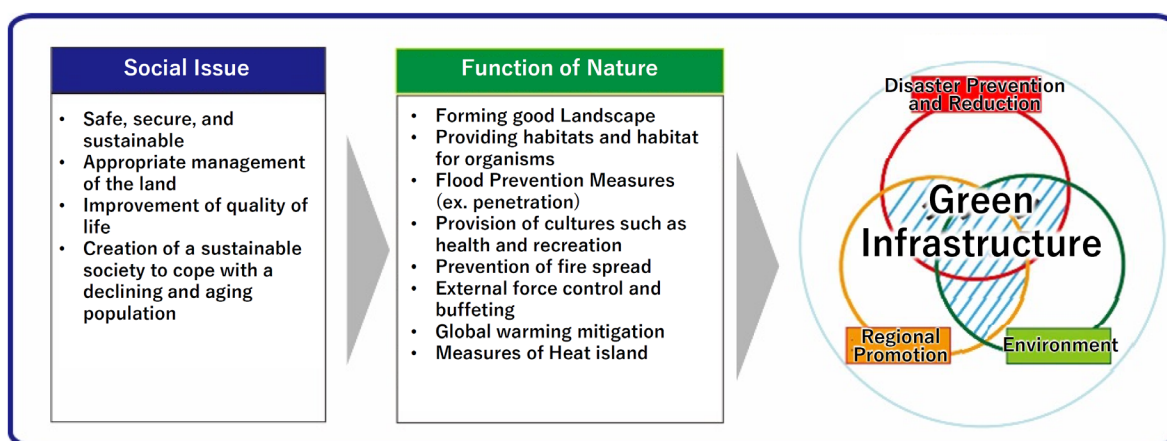 Social Issue
• Safe, secure, and
sustainable
• Appropriate management
of the land
• Improvement of quality of
life
• Creation of a sustainable
society to cope with a
declining and aging
population
Function of Nature
• Forming good Landscape
• Providing habitats and habitat
for organisms
• Flood Prevention Measures
(ex. penetration)
• Provision of cultures such as
health and recreation
• Prevention of fire spread
• External force control and
buffeting
• Global warming mitigation
• Measures of Heat island
Disaster Prevention
and Reduction
Green
Infrastructure
Regional
Promotion
Environment